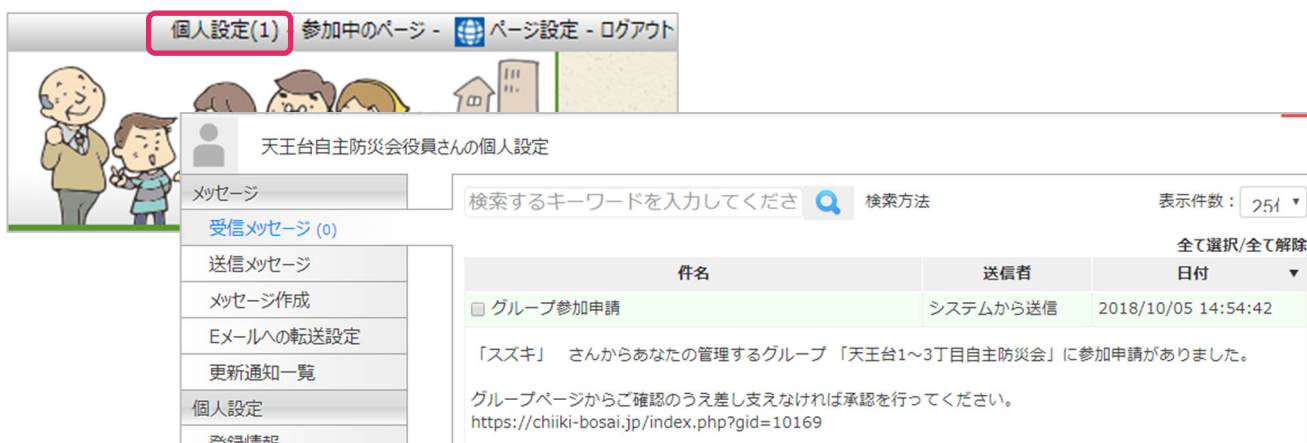 個人設定(1) - 参加中のページ - ページ設定 - ログアウト
天王台自主防災会役員さんの個人設定
メッセージ
受信メッセージ (0)
送信メッセージ
メッセージ作成
Eメールへの転送設定
更新通知一覧
個人設定
登録情報
検索するキーワードを入力してくださ 検索方法 表示件数：
全て選択/全て解除
件名 送信者 日付 ▼
グループ参加申請 システムから送信 2018/10/05 14:54:42
「スズキ」 さんからあなたの管理するグループ 「天王台1～3丁目自主防災会」に参加申請がありました。
グループページからご確認のうえ差し支えなければ承認を行ってください。
https://chiiki-bosai.jp/index.php?gid=10169